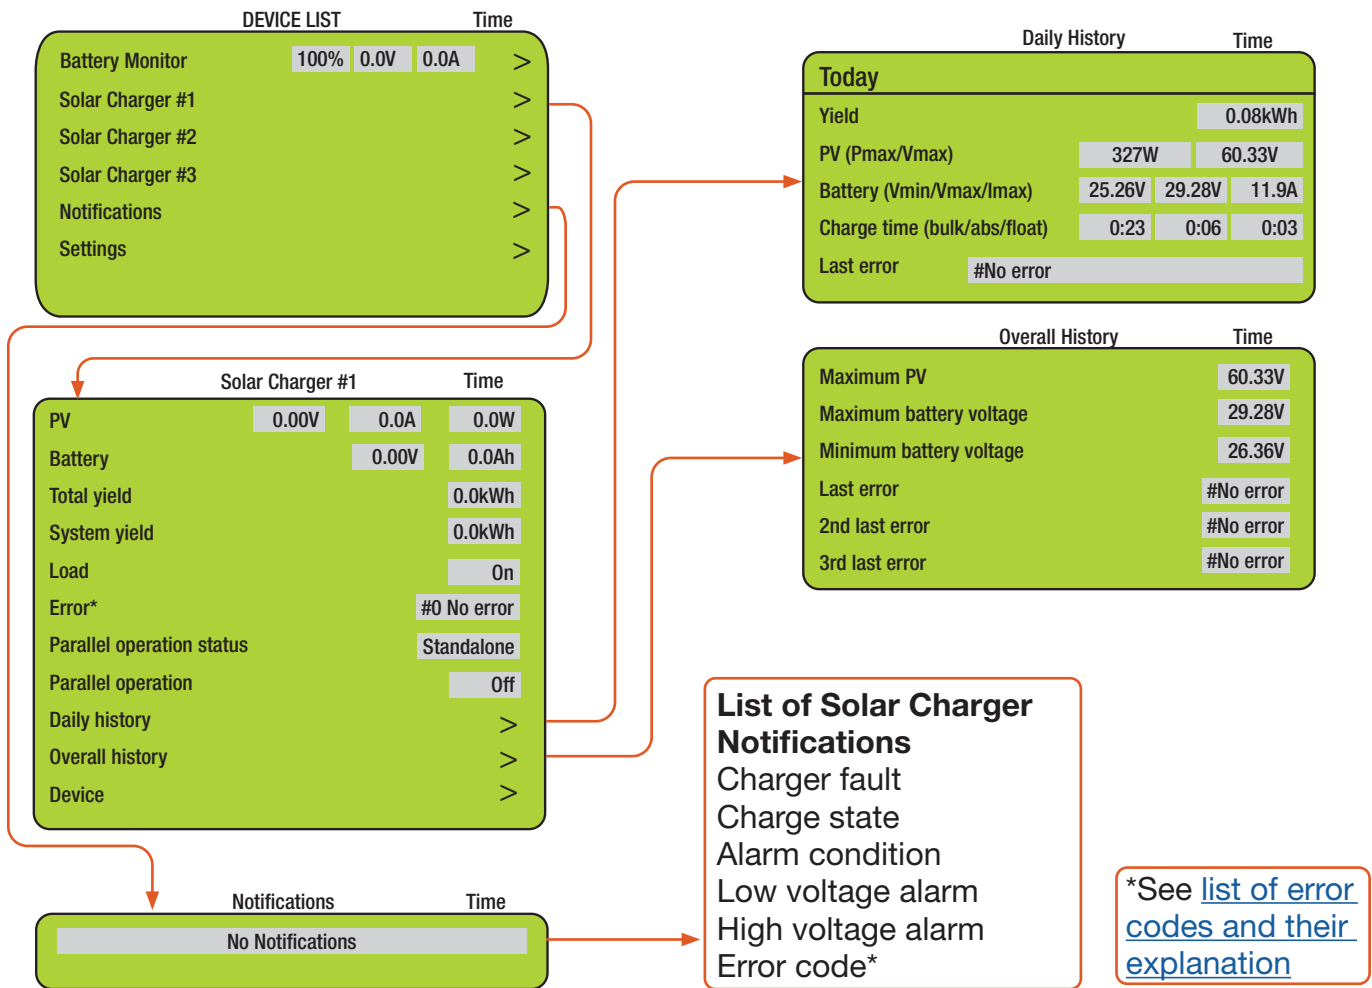 DEVICE LIST Time
Battery Monitor 100% 0.0V 0.0A >
Solar Charger #1 >
Solar Charger #2 >
Solar Charger #3 >
Notifications >
Settings >
Solar Charger #1 Time
PV 0.00V 0.0A 0.0W
Battery 0.00V 0.0Ah
Total yield 0.0kWh
System yield 0.0kWh
Load On
Error* #0 No error
Parallel operation status Standalone
Parallel operation Off
Daily history >
Overall history >
Device >
Notifications Time
No Notifications
Daily History Time
Today
Yield 0.08kWh
PV (Pmax/Vmax) 327W 60.33V
Battery (Vmin/Vmax/Imax) 25.26V 29.28V 11.9A
Charge time (bulk/abs/float) 0:23 0:06 0:03
Last error #No error
Overall History Time
Maximum PV 60.33V
Maximum battery voltage 29.28V
Minimum battery voltage 26.36V
Last error #No error
2nd last error #No error
3rd last error #No error
List of Solar Charger
Notifications
Charger fault
Charge state
Alarm condition
Low voltage alarm
High voltage alarm
Error code*
*See list of error
codes and their
explanation